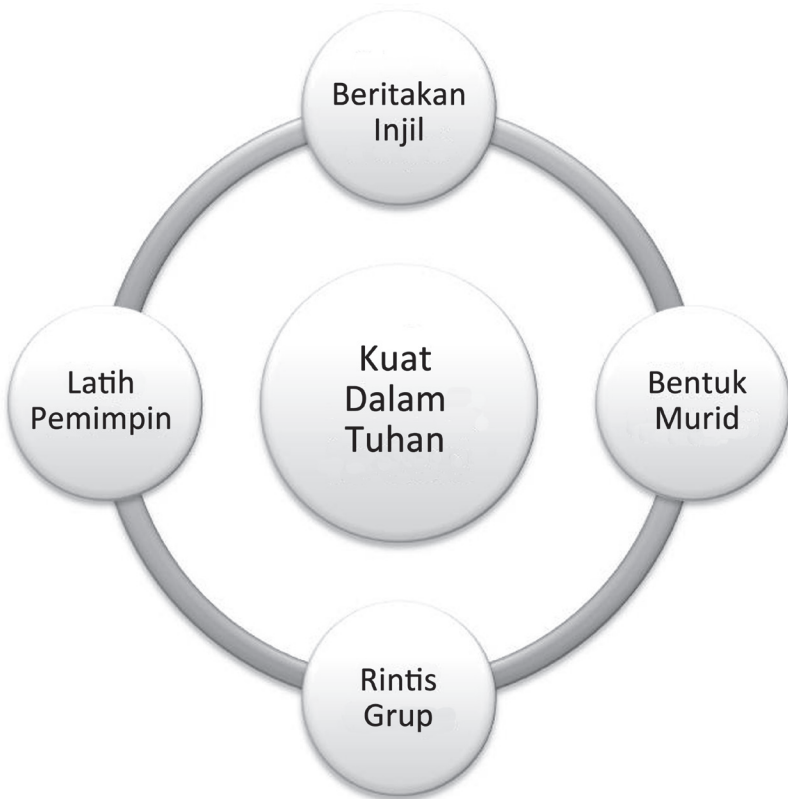 Beritakan
Injil
Latih
Pemimpin
Kuat
Dalam
Tuhan
Bentuk
Murid
Rintis
Grup